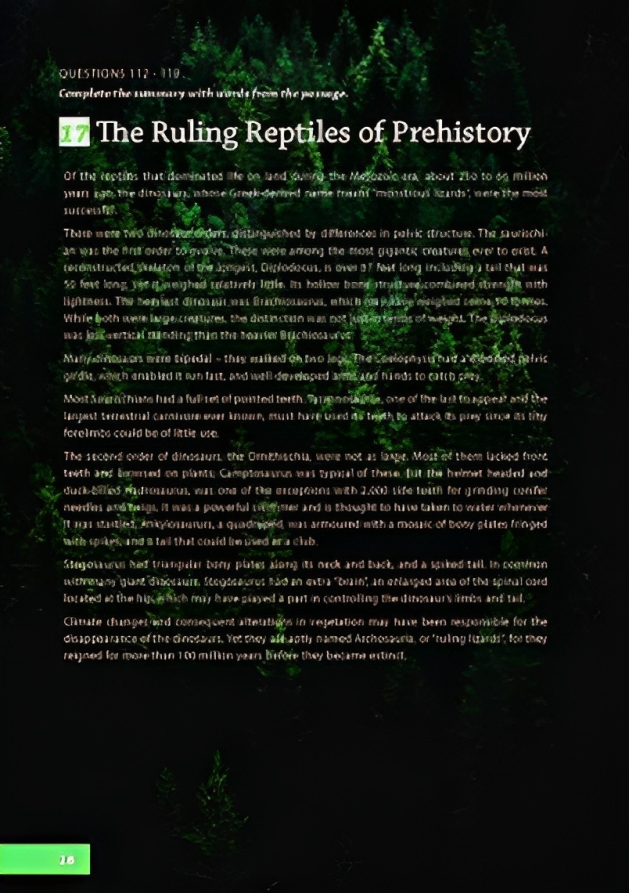 QUESTIONS 112 - 118
Complete the summary with words from the passage.
17 The Ruling Reptiles of Prehistory
Of the reptiles that dominated life on land during the Mesozoic era, about 230 to 65 million
years ago, the dinosaurs, whose Greek-derived name means "monstrous lizards", were the most
successful.
There were two dinosaur orders, distinguished by differences in pelvic structure. The saurischi-
an was the first order to evolve. These were among the most gigantic creatures ever to exist. A
reconstructed skeleton of the longest, Diplodocus, is over 87 feet long including a tail that was
50 feet long, yet it weighed relatively little. Its hollow bone structure combined strength with
lightness. The heaviest dinosaur was Brachiosaurus, which may have weighed some
While both were large creatures, the distinction was not just in terms of weight. The Diplodocus
was less vertical standing than the heavier Brachiosaurus.
Many dinosaurs were bipedal – they walked on two legs. The Coelophysis had a pelvic
girdle, which enabled it run fast, and well-developed arms and hands to catch prey.
Most Saurischians had a full set of pointed teeth. Tyrannosaurus, one of the last to appear and the
largest terrestrial carnivore ever known, must have used its teeth to attack its prey since its tiny
forelimbs could be of little use.
The second order of dinosaurs, the Ornithischia, were not as large. Most of them lacked front
teeth and browsed on plants; Camptosaurus was typical of these. But the helmet headed and
duck-billed Hadrosaurus, was one of the exceptions with 2,000 teeth for grinding conifer
needles and twigs. It was a powerful swimmer and is thought to have taken to water whenever
it was startled. Ankylosaurus, a quadruped, was armoured with a mosaic of bony plates fringed
with spikes, and a tail that could be used as a club.
Stegosaurus had triangular bony plates along its neck and back, and a spiked tail. In common
with many giant dinosaurs, Stegosaurus had an extra "brain", an enlarged area of the spinal cord
located at the hip, which may have played a part in controlling the dinosaur's limbs and tail.
Climate changes and consequent alterations in vegetation may have been responsible for the
disappearance of the dinosaurs. Yet they are aptly named Archosauria, or "ruling lizards", for they
reigned for more than 100 million years before they became extinct.